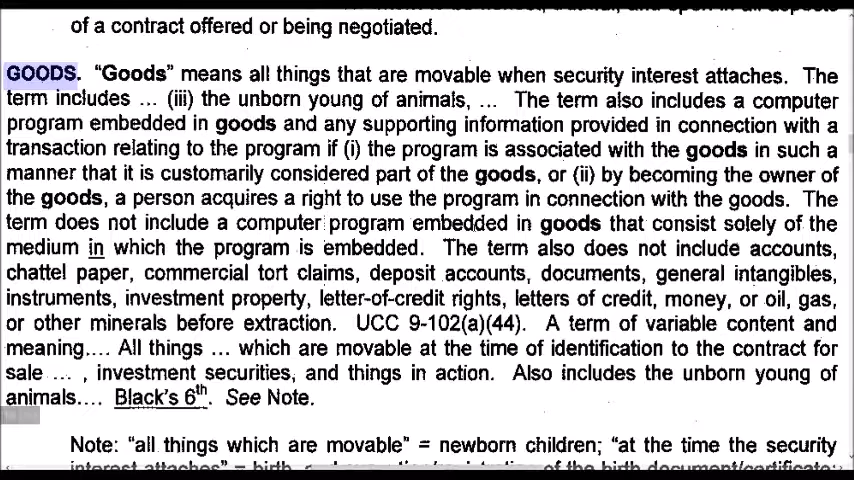 of a contract offered or being negotiated.
GOODS. “Goods” means all things that are movable when security interest attaches. The
term includes ... (iii) the unborn young of animals, ... The term also includes a computer
program embedded in goods and any supporting information provided in connection with a
transaction relating to the program if (i) the program is associated with the goods in such a
manner that it is customarily considered part of the goods, or (ii) by becoming the owner of
the goods, a person acquires a right to use the program in connection with the goods. The
term does not include a computer program embedded in goods that consist solely of the
medium in which the program is embedded. The term also does not include accounts,
chattel paper, commercial tort claims, deposit accounts, documents, general intangibles,
instruments, investment property, letter-of-credit rights, letters of credit, money, or oil, gas,
or other minerals before extraction. UCC 9-102(a)(44). A term of variable content and
meaning.... All things ... which are movable at the time of identification to the contract for
sale ... , investment securities, and things in action. Also includes the unborn young of
animals.... Black’s 6th. See Note.
Note: “all things which are movable” = newborn children; “at the time the security
interest attaches” = birth of the birth document/certificate;